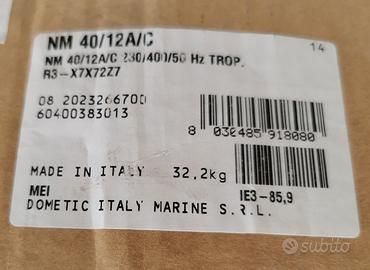 NM 40/12A/C
14
NM 40/12A/C 230/400/50 Hz TROP.
R3-X7X72Z7
08 2023266700
60400383013
8 030485 918080
MADE IN ITALY 32,2kg
MEI
IE3-85,9
DOMETIC ITALY MARINE S.R.L.
subito